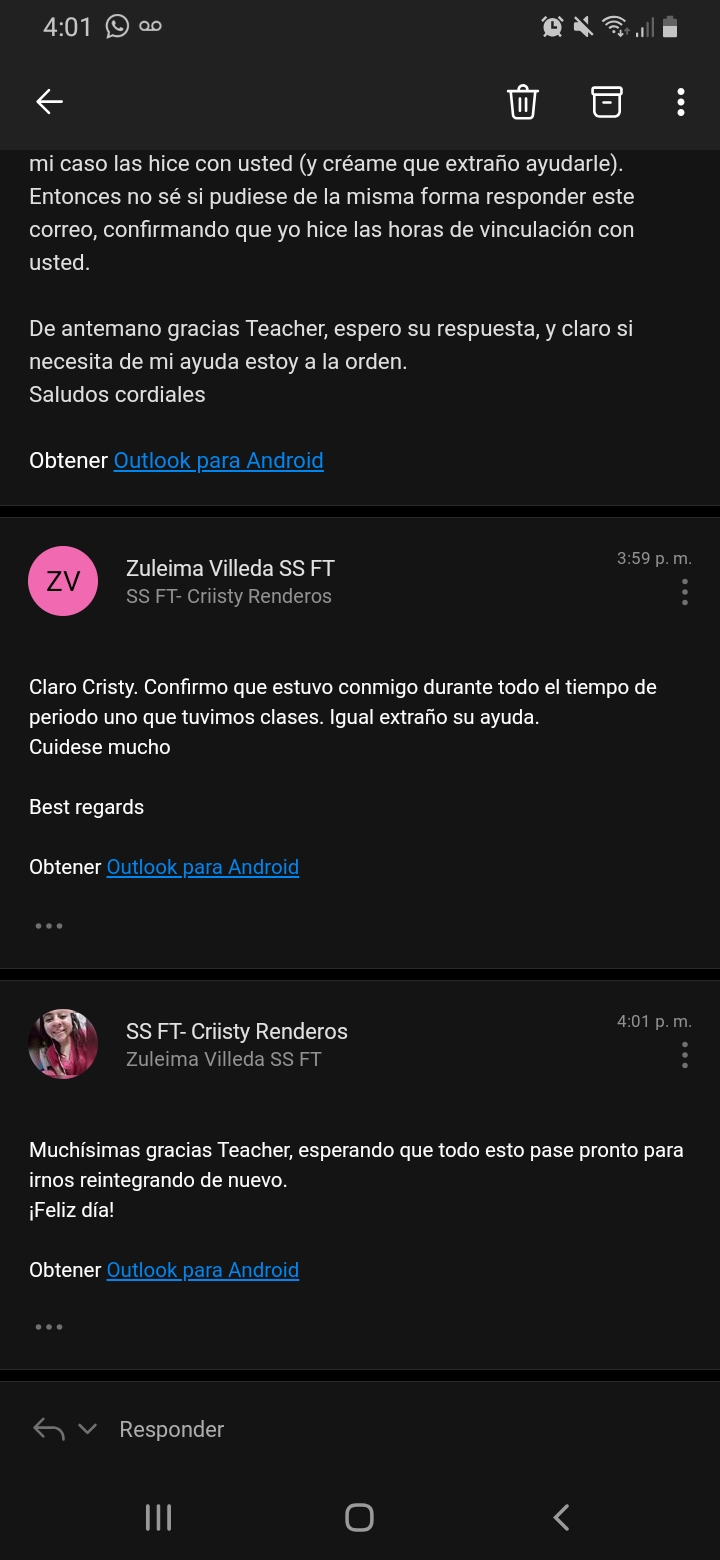 4:01
mi caso las hice con usted (y créame que extraño ayudarle).
Entonces no sé si pudiese de la misma forma responder este
correo, confirmando que yo hice las horas de vinculación con
usted.
De antemano gracias Teacher, espero su respuesta, y claro si
necesita de mi ayuda estoy a la orden.
Saludos cordiales
Obtener Outlook para Android
ZV
Zuleima Villeda SS FT
3:59 p. m.
SS FT- Criisty Renderos
Claro Cristy. Confirmo que estuvo conmigo durante todo el tiempo de
periodo uno que tuvimos clases. Igual extraño su ayuda.
Cuidese mucho
Best regards
Obtener Outlook para Android
SS FT- Criisty Renderos
4:01 p. m.
Zuleima Villeda SS FT
Muchísimas gracias Teacher, esperando que todo esto pase pronto para
irnos reintegrando de nuevo.
¡Feliz día!
Obtener Outlook para Android
Responder